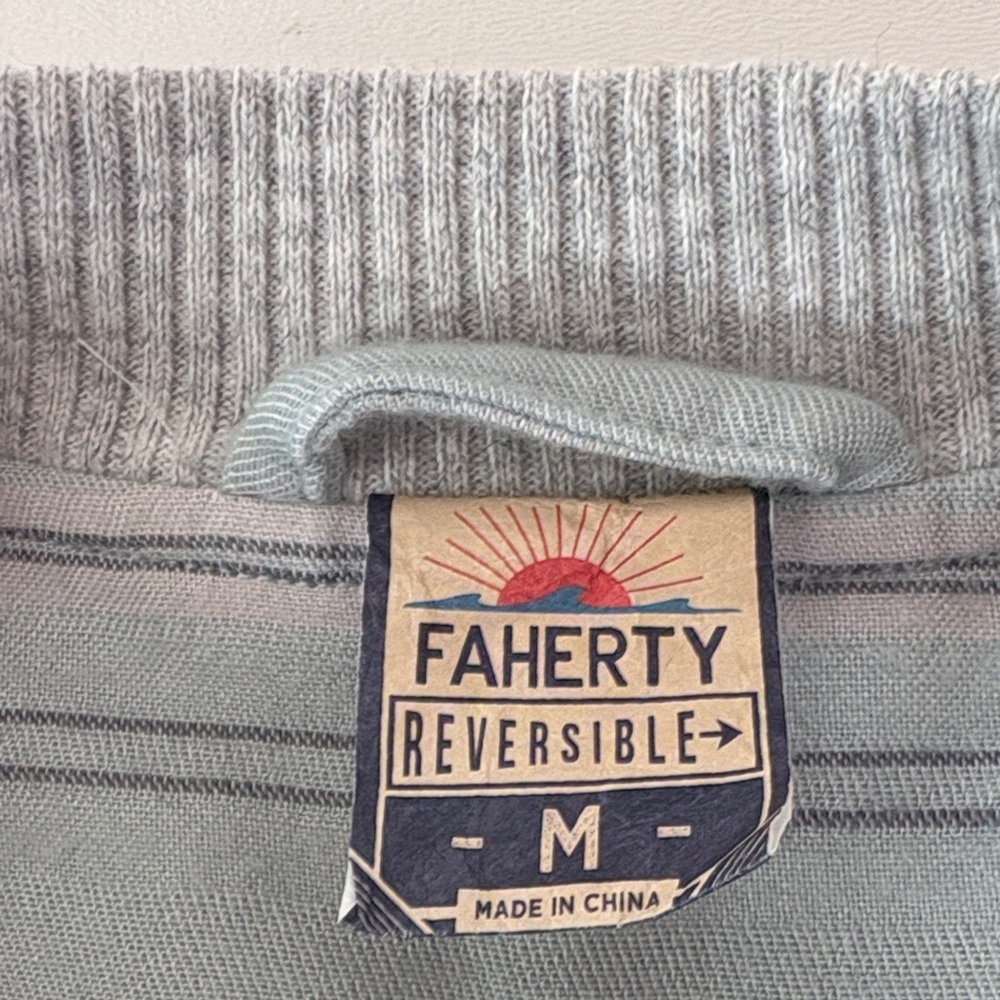 FAHERTY
REVERSIBLE→
- M -
MADE IN CHINA